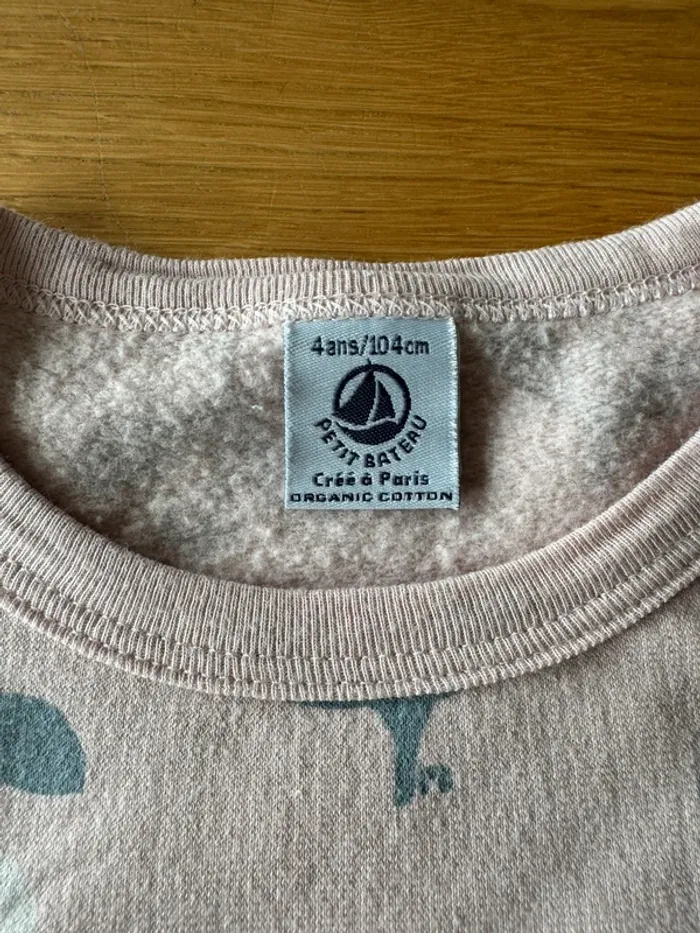 4ans/104cm
PETIT BATEAU
Créé à Paris
ORGANIC COTTON